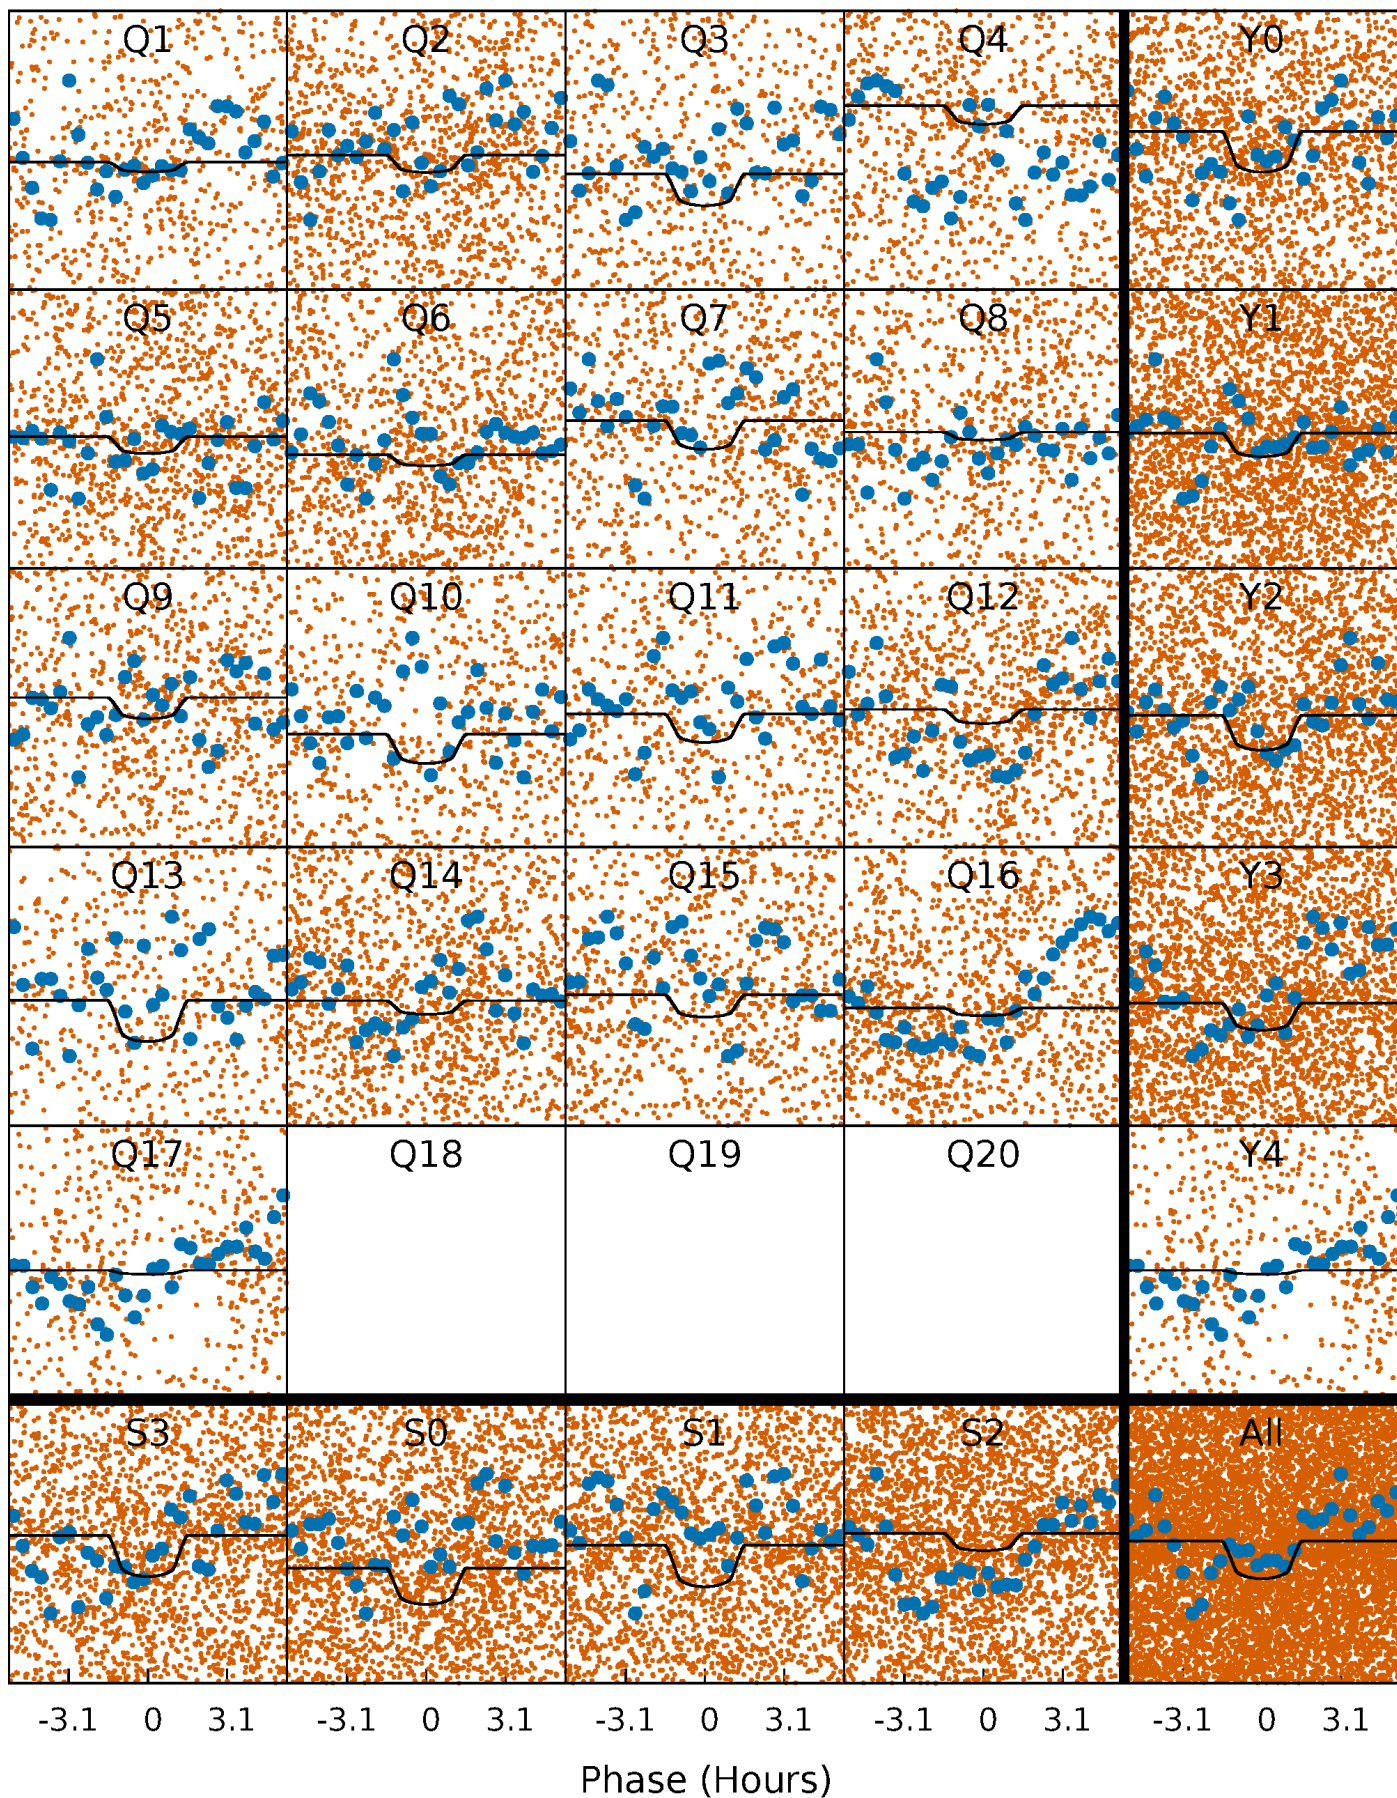 Q1 Q2 Q3 Q4 Y0
Q5 Q6 Q7 Q8 Y1
Q9 Q10 Q11 Q12 Y2
Q13 Q14 Q15 Q16 Y3
Q17 Q18 Q19 Q20 Y4
S3 S0 S1 S2 All
-3.1 0 3.1 -3.1 0 3.1 -3.1 0 3.1 -3.1 0 3.1 -3.1 0 3.1
Phase (Hours)